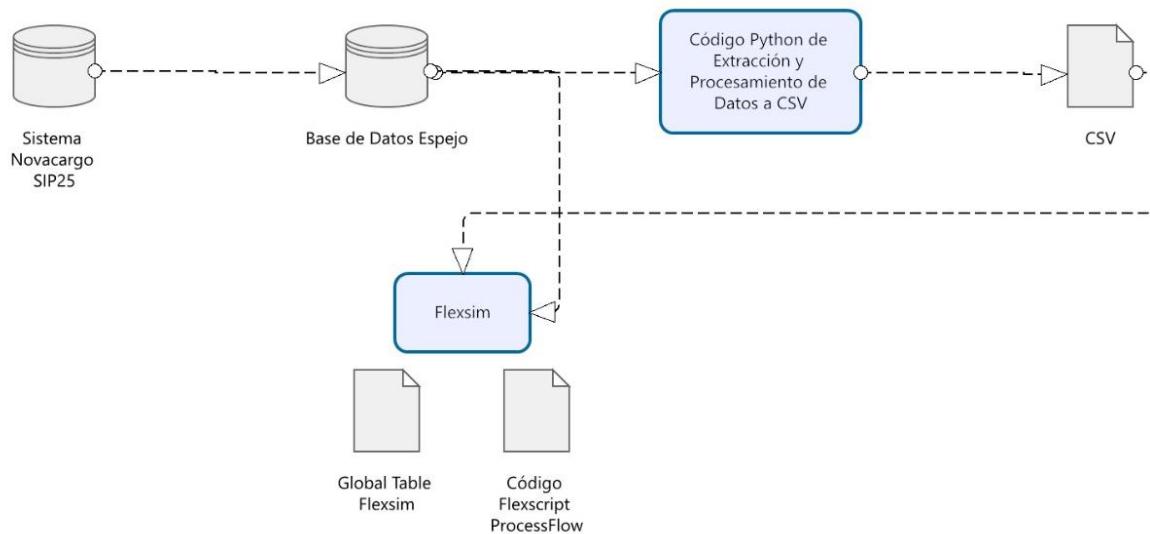 Código Python de
Extracción y
Procesamiento de
Datos a CSV
Sistema
Novacargo
SIP25
Base de Datos Espejo
CSV
Flexsim
Global Table
Flexsim
Código
Flexscript
ProcessFlow